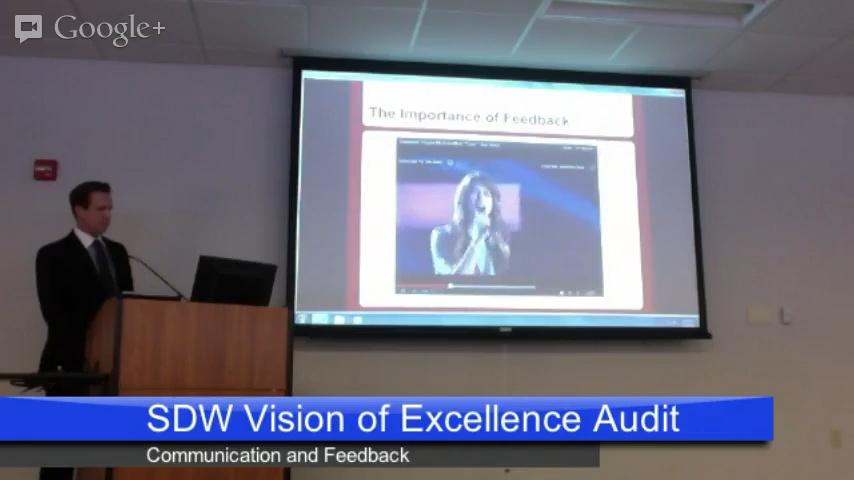 Google+
The Importance of Feedback
SDW Vision of Excellence Audit
Communication and Feedback